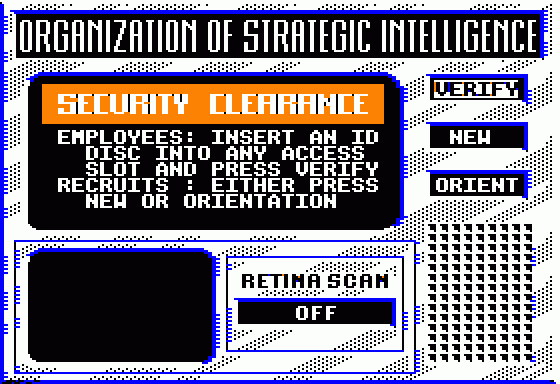 ORGANIZATION OF STRATEGIC INTELLIGENCE
SECURITY CLEARANCE
EMPLOYEES: INSERT AN ID
DISC INTO ANY ACCESS
SLOT AND PRESS VERIFY
RECRUITS : EITHER PRESS
NEW OR ORIENTATION
VERIFY
NEW
ORIENT
RETINA SCAN
OFF